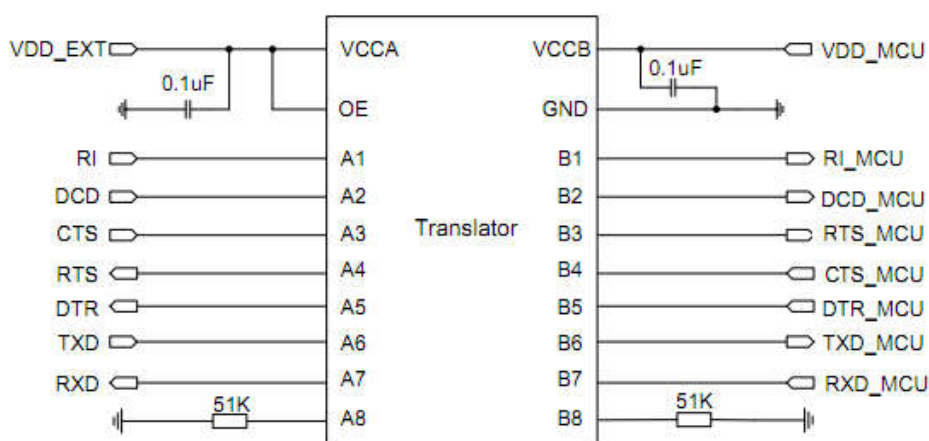 VDD_EXT VCCA VCCB VDD_MCU
0.1uF 0.1uF
OE GND
RI A1 B1 RI_MCU
DCD A2 B2 DCD_MCU
CTS A3 Translator B3 RTS_MCU
RTS A4 B4 CTS_MCU
DTR A5 B5 DTR_MCU
TXD A6 B6 TXD_MCU
RXD A7 B7 RXD_MCU
51K A8 B8 51K